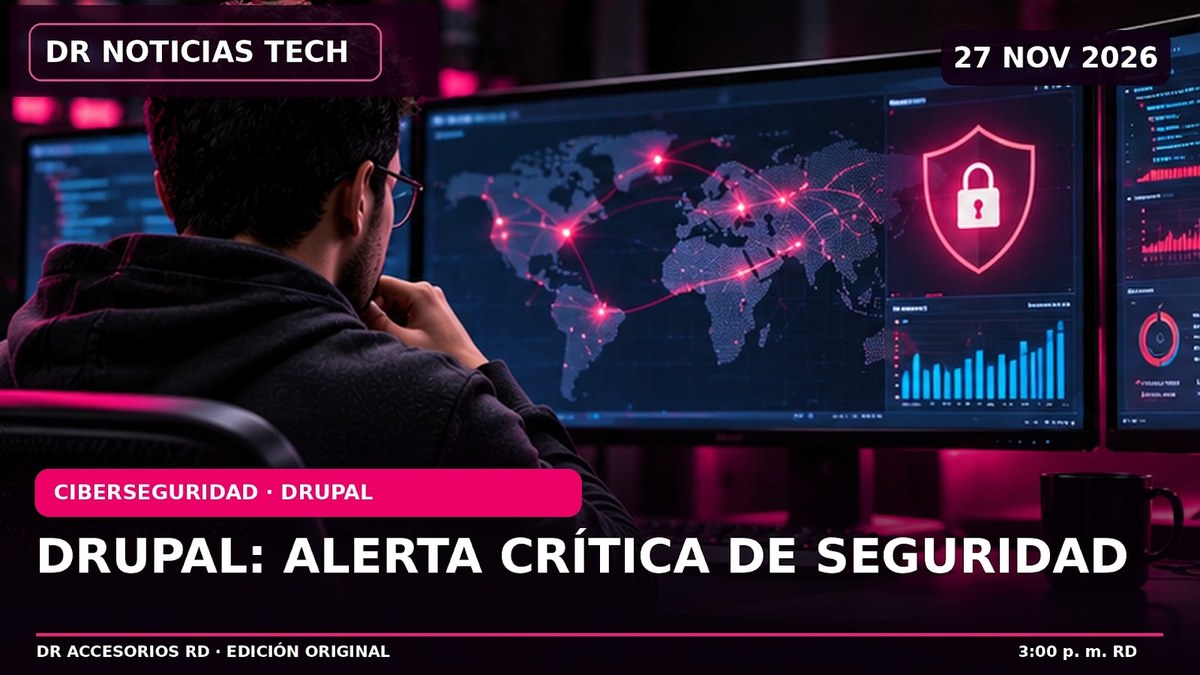 DR NOTICIAS TECH
27 NOV 2026
CIBERSEGURIDAD · DRUPAL
DRUPAL: ALERTA CRÍTICA DE SEGURIDAD
DR ACCESORIOS RD · EDICIÓN ORIGINAL
3:00 p. m. RD